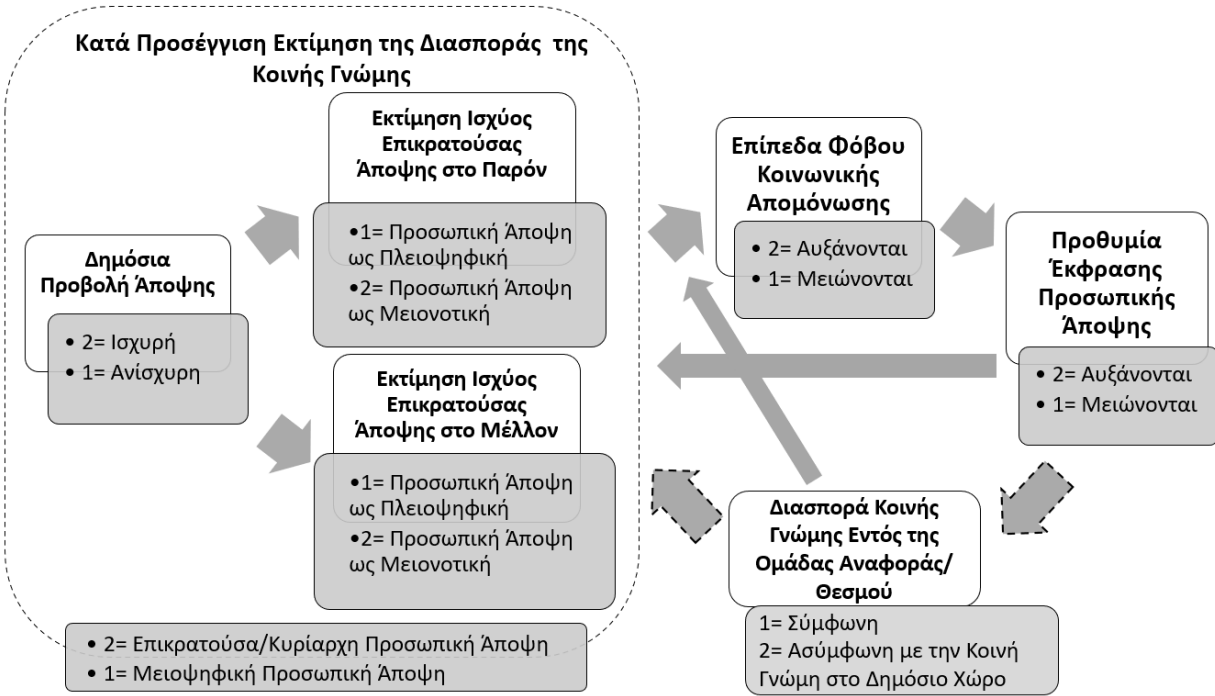 Κατά Προσέγγιση Εκτίμηση της Διασποράς της
Κοινής Γνώμης
Δημόσια
Προβολή Άποψης
• 2= Ισχυρή
• 1= Ανίσχυρη
Εκτίμηση Ισχύος
Επικρατούσας
Άποψης στο Παρόν
•1= Προσωπική Άποψη
ως Πλειοψηφική
•2= Προσωπική Άποψη
ως Μειονοτική
Εκτίμηση Ισχύος
Επικρατούσας
Άποψης στο Μέλλον
•1= Προσωπική Άποψη
ως Πλειοψηφική
•2= Προσωπική Άποψη
ως Μειονοτική
• 2= Επικρατούσα/Κυρίαρχη Προσωπική Άποψη
• 1= Μειοψηφική Προσωπική Άποψη
Επίπεδα Φόβου
Κοινωνικής
Απομόνωσης
• 2= Αυξάνονται
• 1= Μειώνονται
Προθυμία
Έκφρασης
Προσωπικής
Άποψης
• 2= Αυξάνονται
• 1= Μειώνονται
Διασπορά Κοινής
Γνώμης Εντός της
Ομάδας Αναφοράς/
Θεσμού
1= Σύμφωνη
2= Ασύμφωνη με την Κοινή
Γνώμη στο Δημόσιο Χώρο